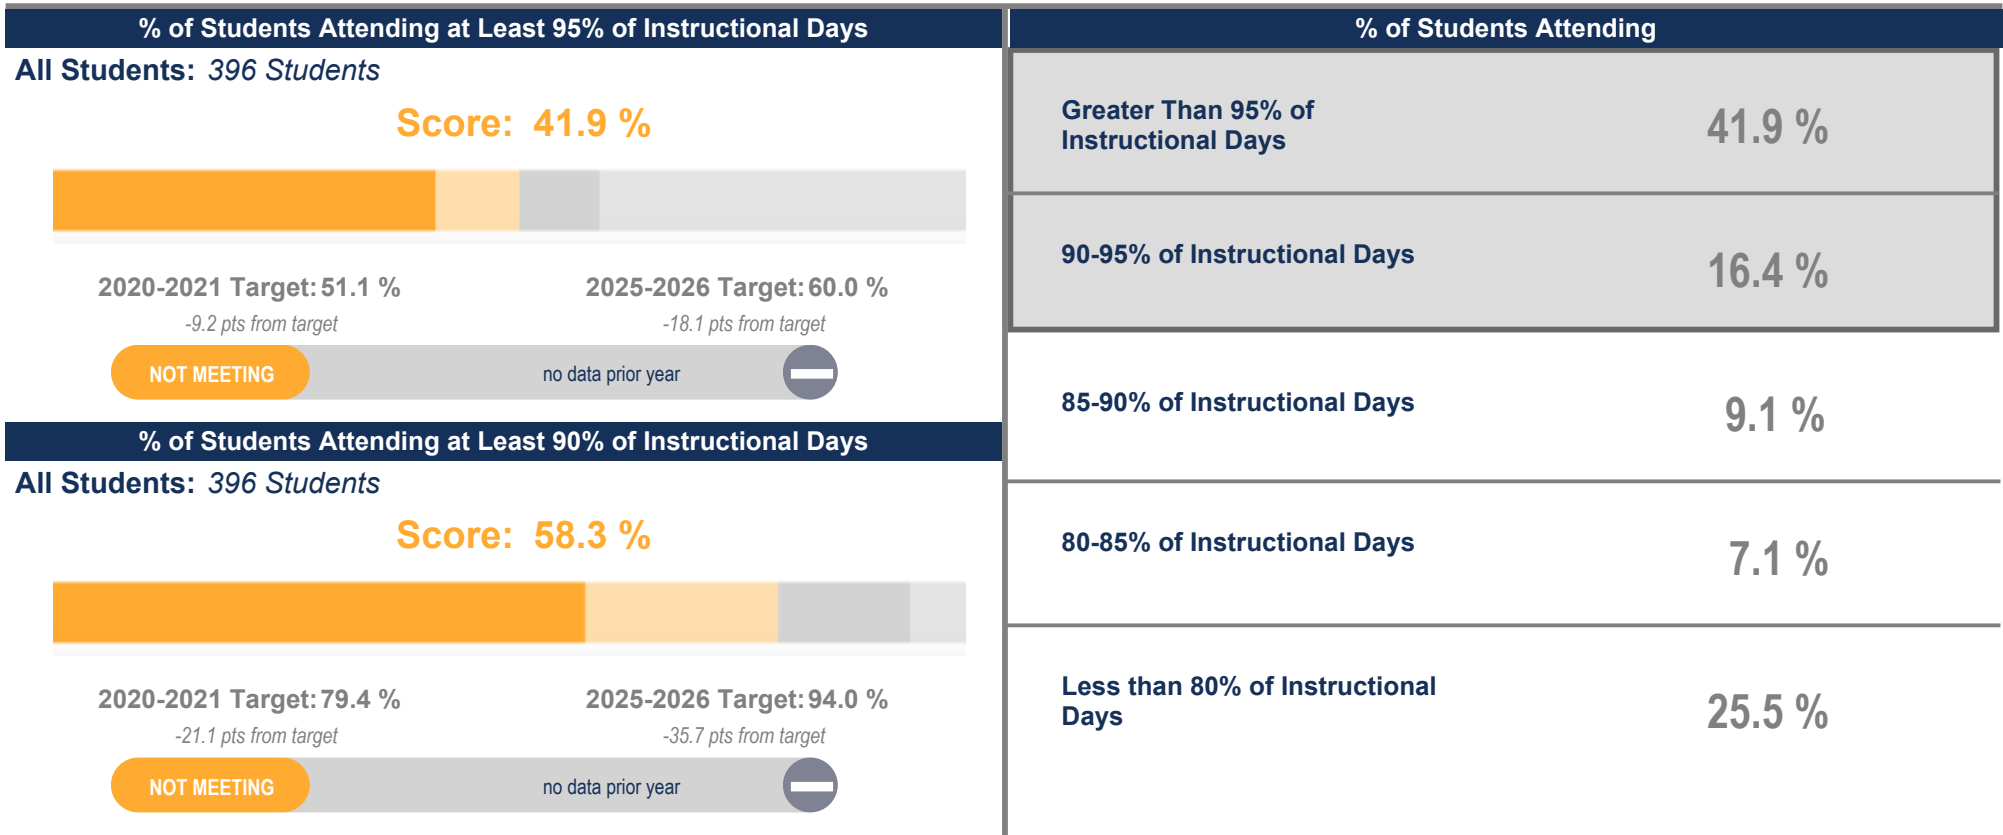 % of Students Attending at Least 95% of Instructional Days
All Students: 396 Students
Score: 41.9 %
2020-2021 Target: 51.1 %
-9.2 pts from target
2025-2026 Target: 60.0 %
-18.1 pts from target
NOT MEETING
no data prior year
% of Students Attending at Least 90% of Instructional Days
All Students: 396 Students
Score: 58.3 %
2020-2021 Target: 79.4 %
-21.1 pts from target
2025-2026 Target: 94.0 %
-35.7 pts from target
NOT MEETING
no data prior year
% of Students Attending
Greater Than 95% of
Instructional Days
41.9 %
90-95% of Instructional Days
16.4 %
85-90% of Instructional Days
9.1 %
80-85% of Instructional Days
7.1 %
Less than 80% of Instructional
Days
25.5 %